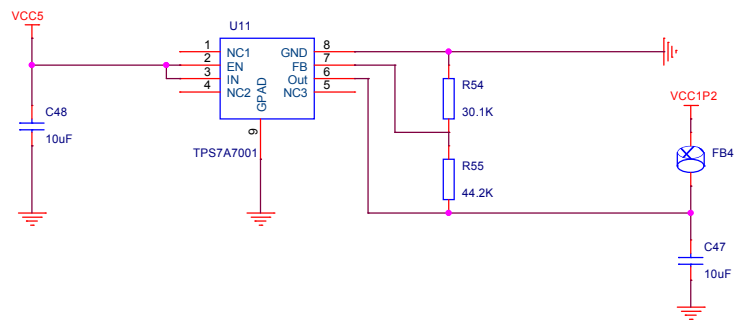 VCC5
U11
1 NC1 GND 8
2 EN FB 7
3 IN Out 6
4 NC2 NC3 5
GPAD
9
TPS7A7001
C48
10uF
R54
30.1K
R55
44.2K
VCC1P2
FB4
C47
10uF